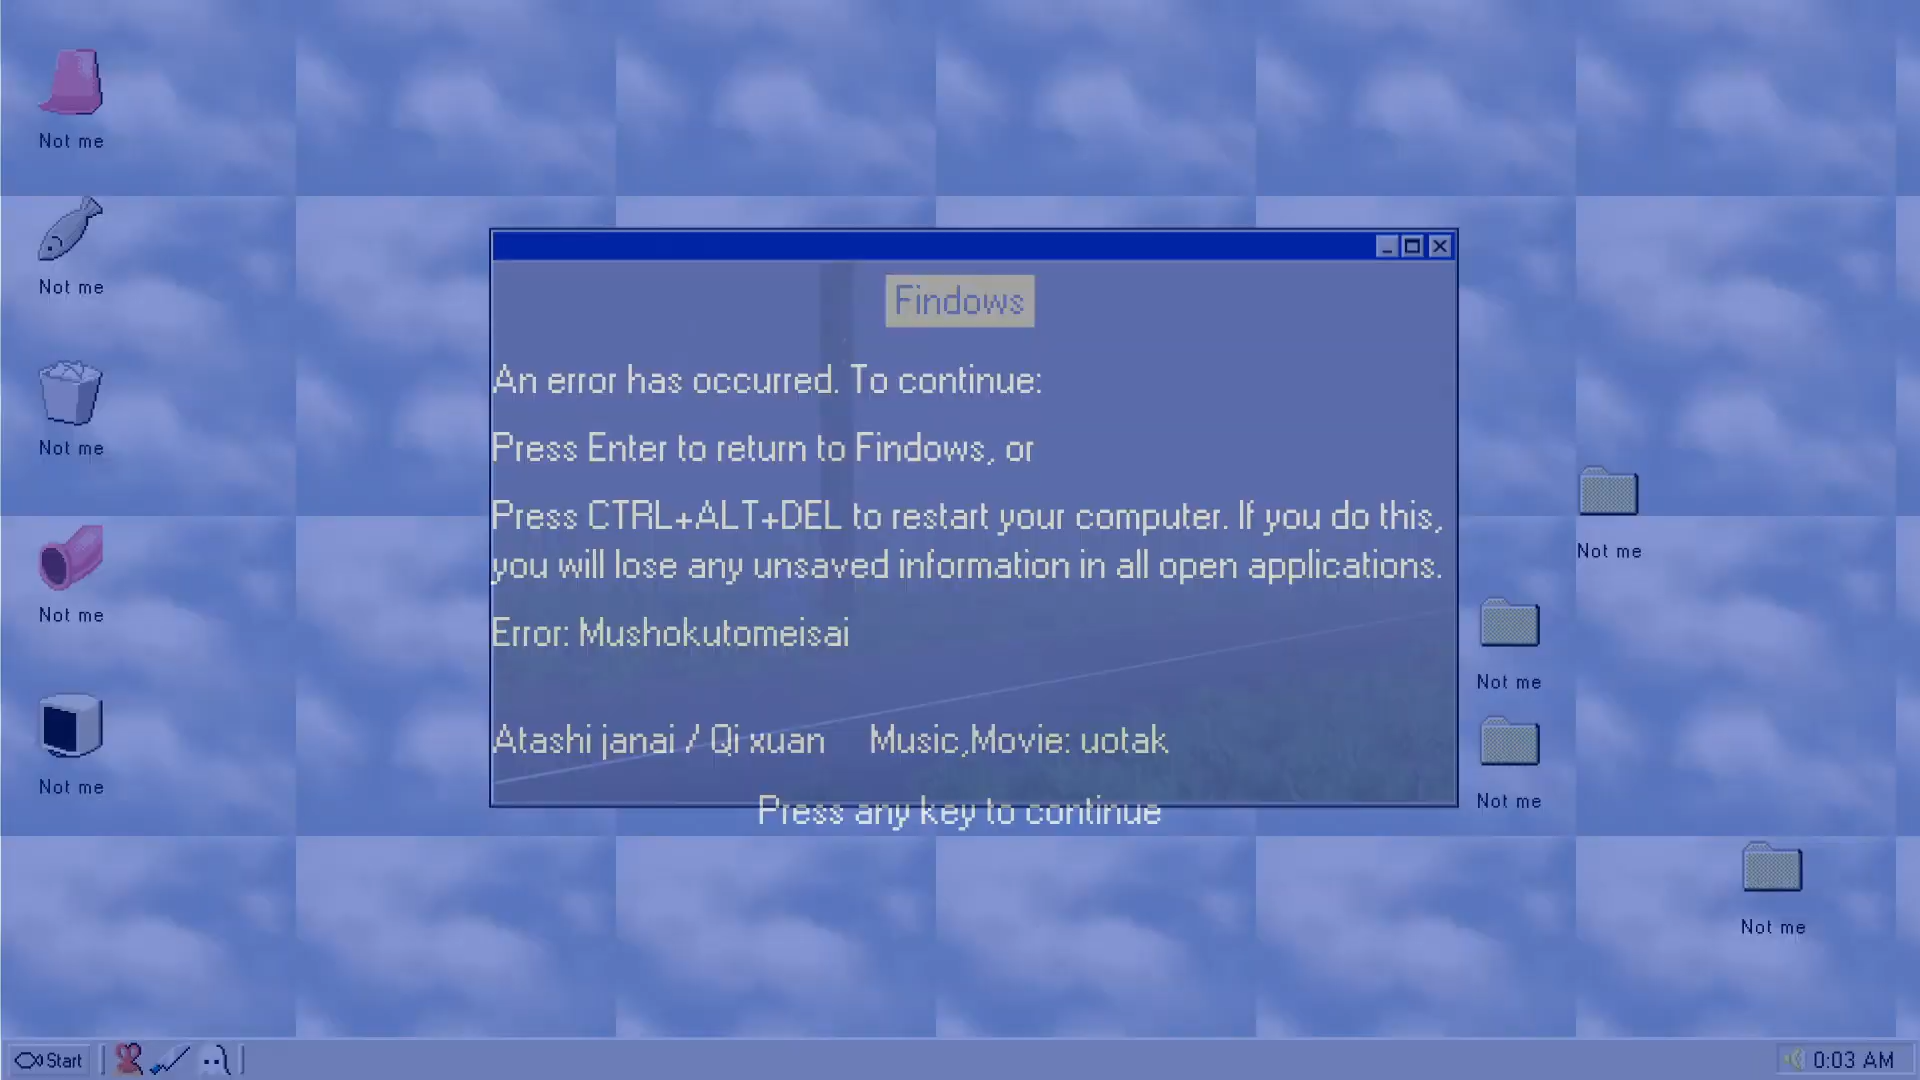 Not me
Not me
Not me
Not me
Not me
Findows
An error has occurred. To continue:
Press Enter to return to Findows, or
Press CTRL+ALT+DEL to restart your computer. If you do this,
you will lose any unsaved information in all open applications.
Error: Mushokutomeisai
Atashi janai / Qi xuan Music,Movie: uotak
Press any key to continue
Not me
Not me
Not me
Not me
Start
0:03 AM